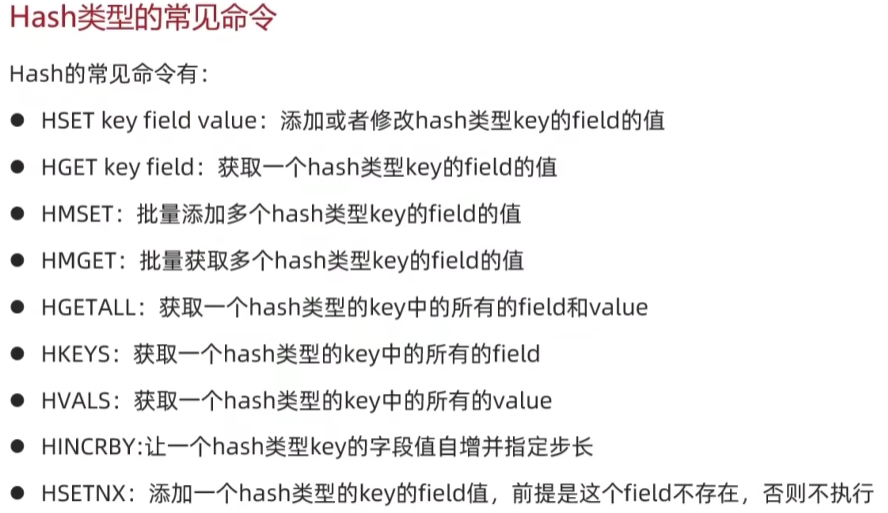 Hash类型的常见命令
Hash的常见命令有：
● HSET key field value：添加或者修改hash类型key的field的值
● HGET key field：获取一个hash类型key的field的值
● HMSET：批量添加多个hash类型key的field的值
● HMGET：批量获取多个hash类型key的field的值
● HGETALL：获取一个hash类型的key中的所有的field和value
● HKEYS：获取一个hash类型的key中的所有的field
● HVALS：获取一个hash类型的key中的所有的value
● HINCRBY:让一个hash类型key的字段值自增并指定步长
● HSETNX：添加一个hash类型的key的field值，前提是这个field不存在，否则不执行